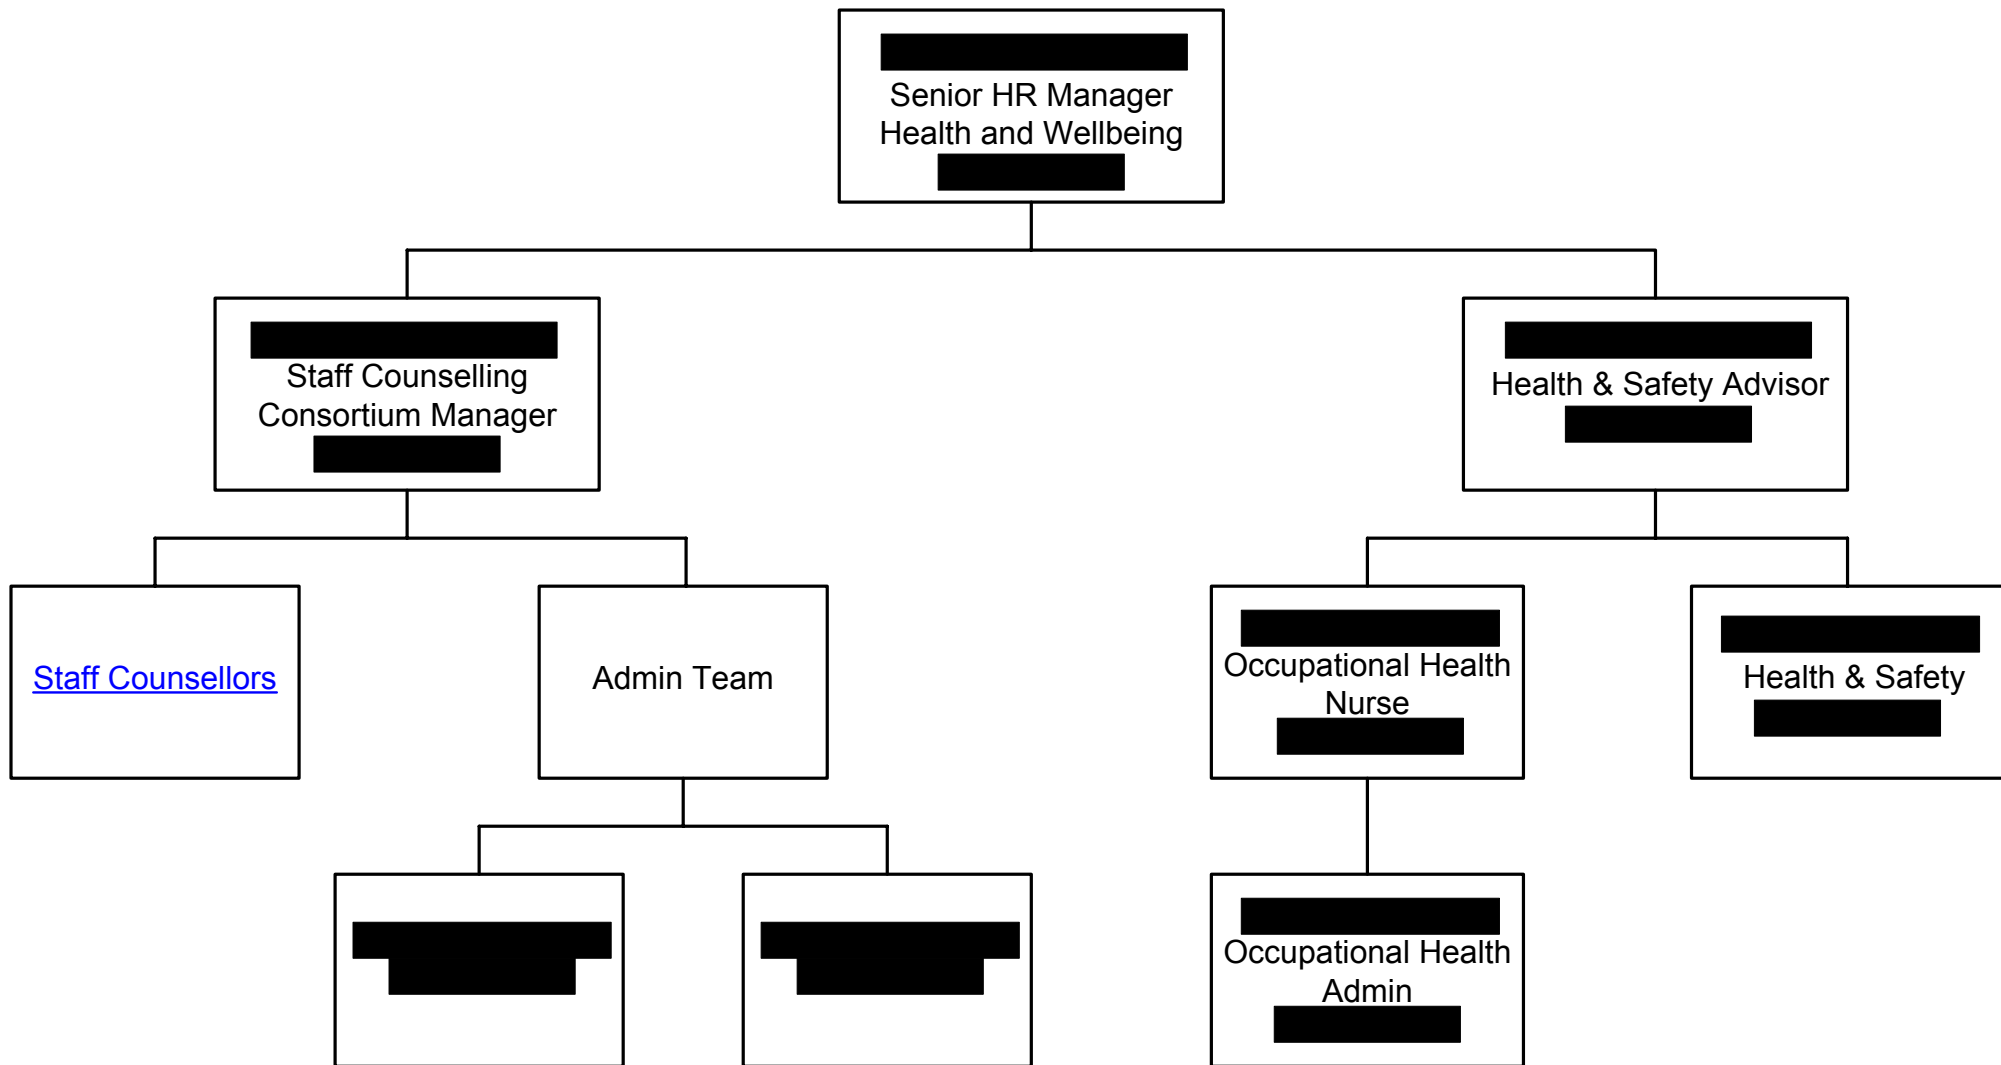 Senior HR Manager
Health and Wellbeing
Staff Counselling
Consortium Manager
Health & Safety Advisor
Staff Counsellors
Admin Team
Occupational Health
Nurse
Health & Safety
Occupational Health
Admin